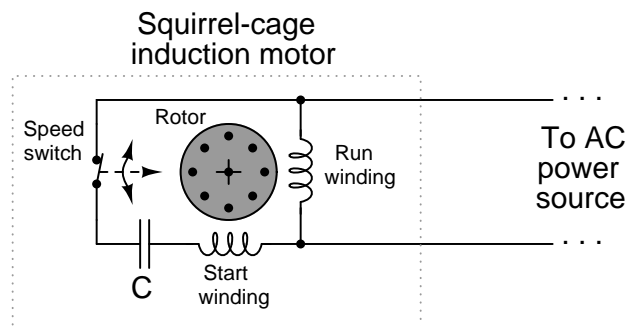 Squirrel-cage
induction motor
Speed
switch
Rotor
Run
winding
To AC
power
source
. . .
. . .
C
Start
winding